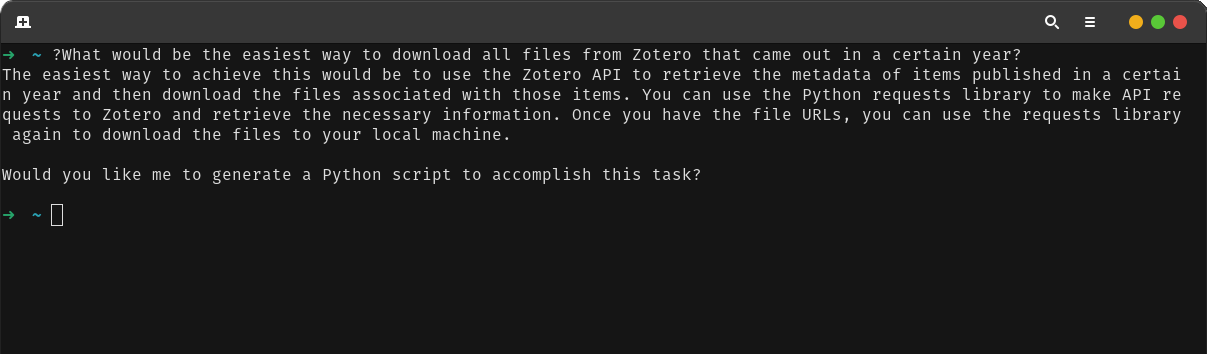 ➜ ~ ?What would be the easiest way to download all files from Zotero that came out in a certain year?
The easiest way to achieve this would be to use the Zotero API to retrieve the metadata of items published in a certai
n year and then download the files associated with those items. You can use the Python requests library to make API re
quests to Zotero and retrieve the necessary information. Once you have the file URLs, you can use the requests library
again to download the files to your local machine.
Would you like me to generate a Python script to accomplish this task?
➜ ~